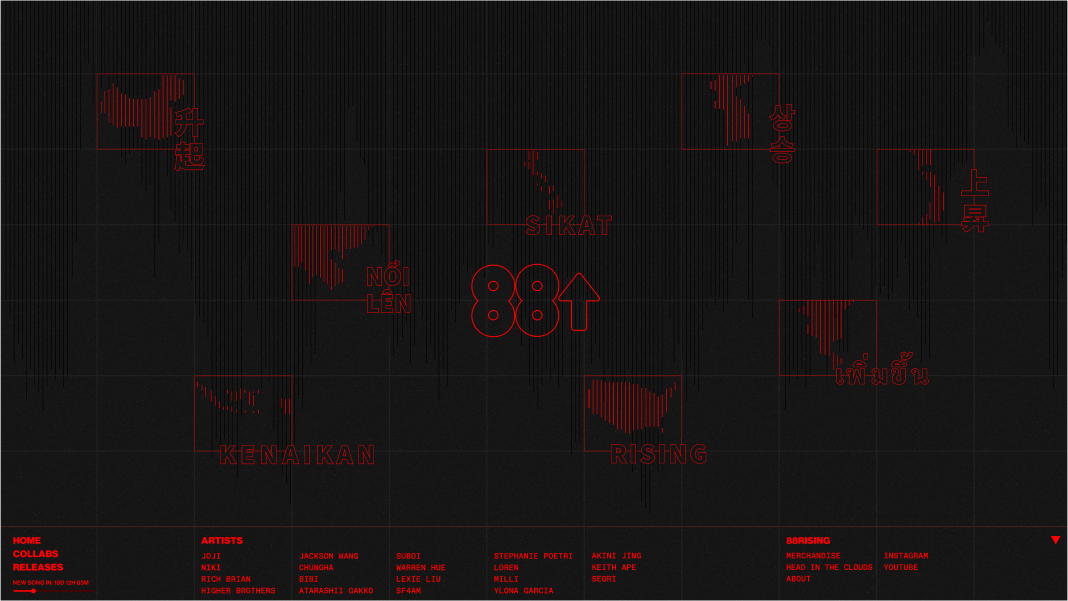 升
起
상
승
SIKAT
上
昇
NỔI
LÊN
88↑
เพิ่มขึ้น
KENAIKAN
RISING
HOME
COLLABS
RELEASES
NEW SONG IN: 10D 13H 05M
ARTISTS
JOJI
NIKI
RICH BRIAN
HIGHER BROTHERS
JACKSON WANG
CHUNGHA
BIBI
ATARASHII GAKKO
SUBOI
WARREN HUE
LEXIE LIU
SF4AM
STEPHANIE POETRI
LOREN
MILLI
YLONA GARCIA
AKINI JING
KEITH APE
SEORI
88RISING
MERCHANDISE
HEAD IN THE CLOUDS
ABOUT
INSTAGRAM
YOUTUBE